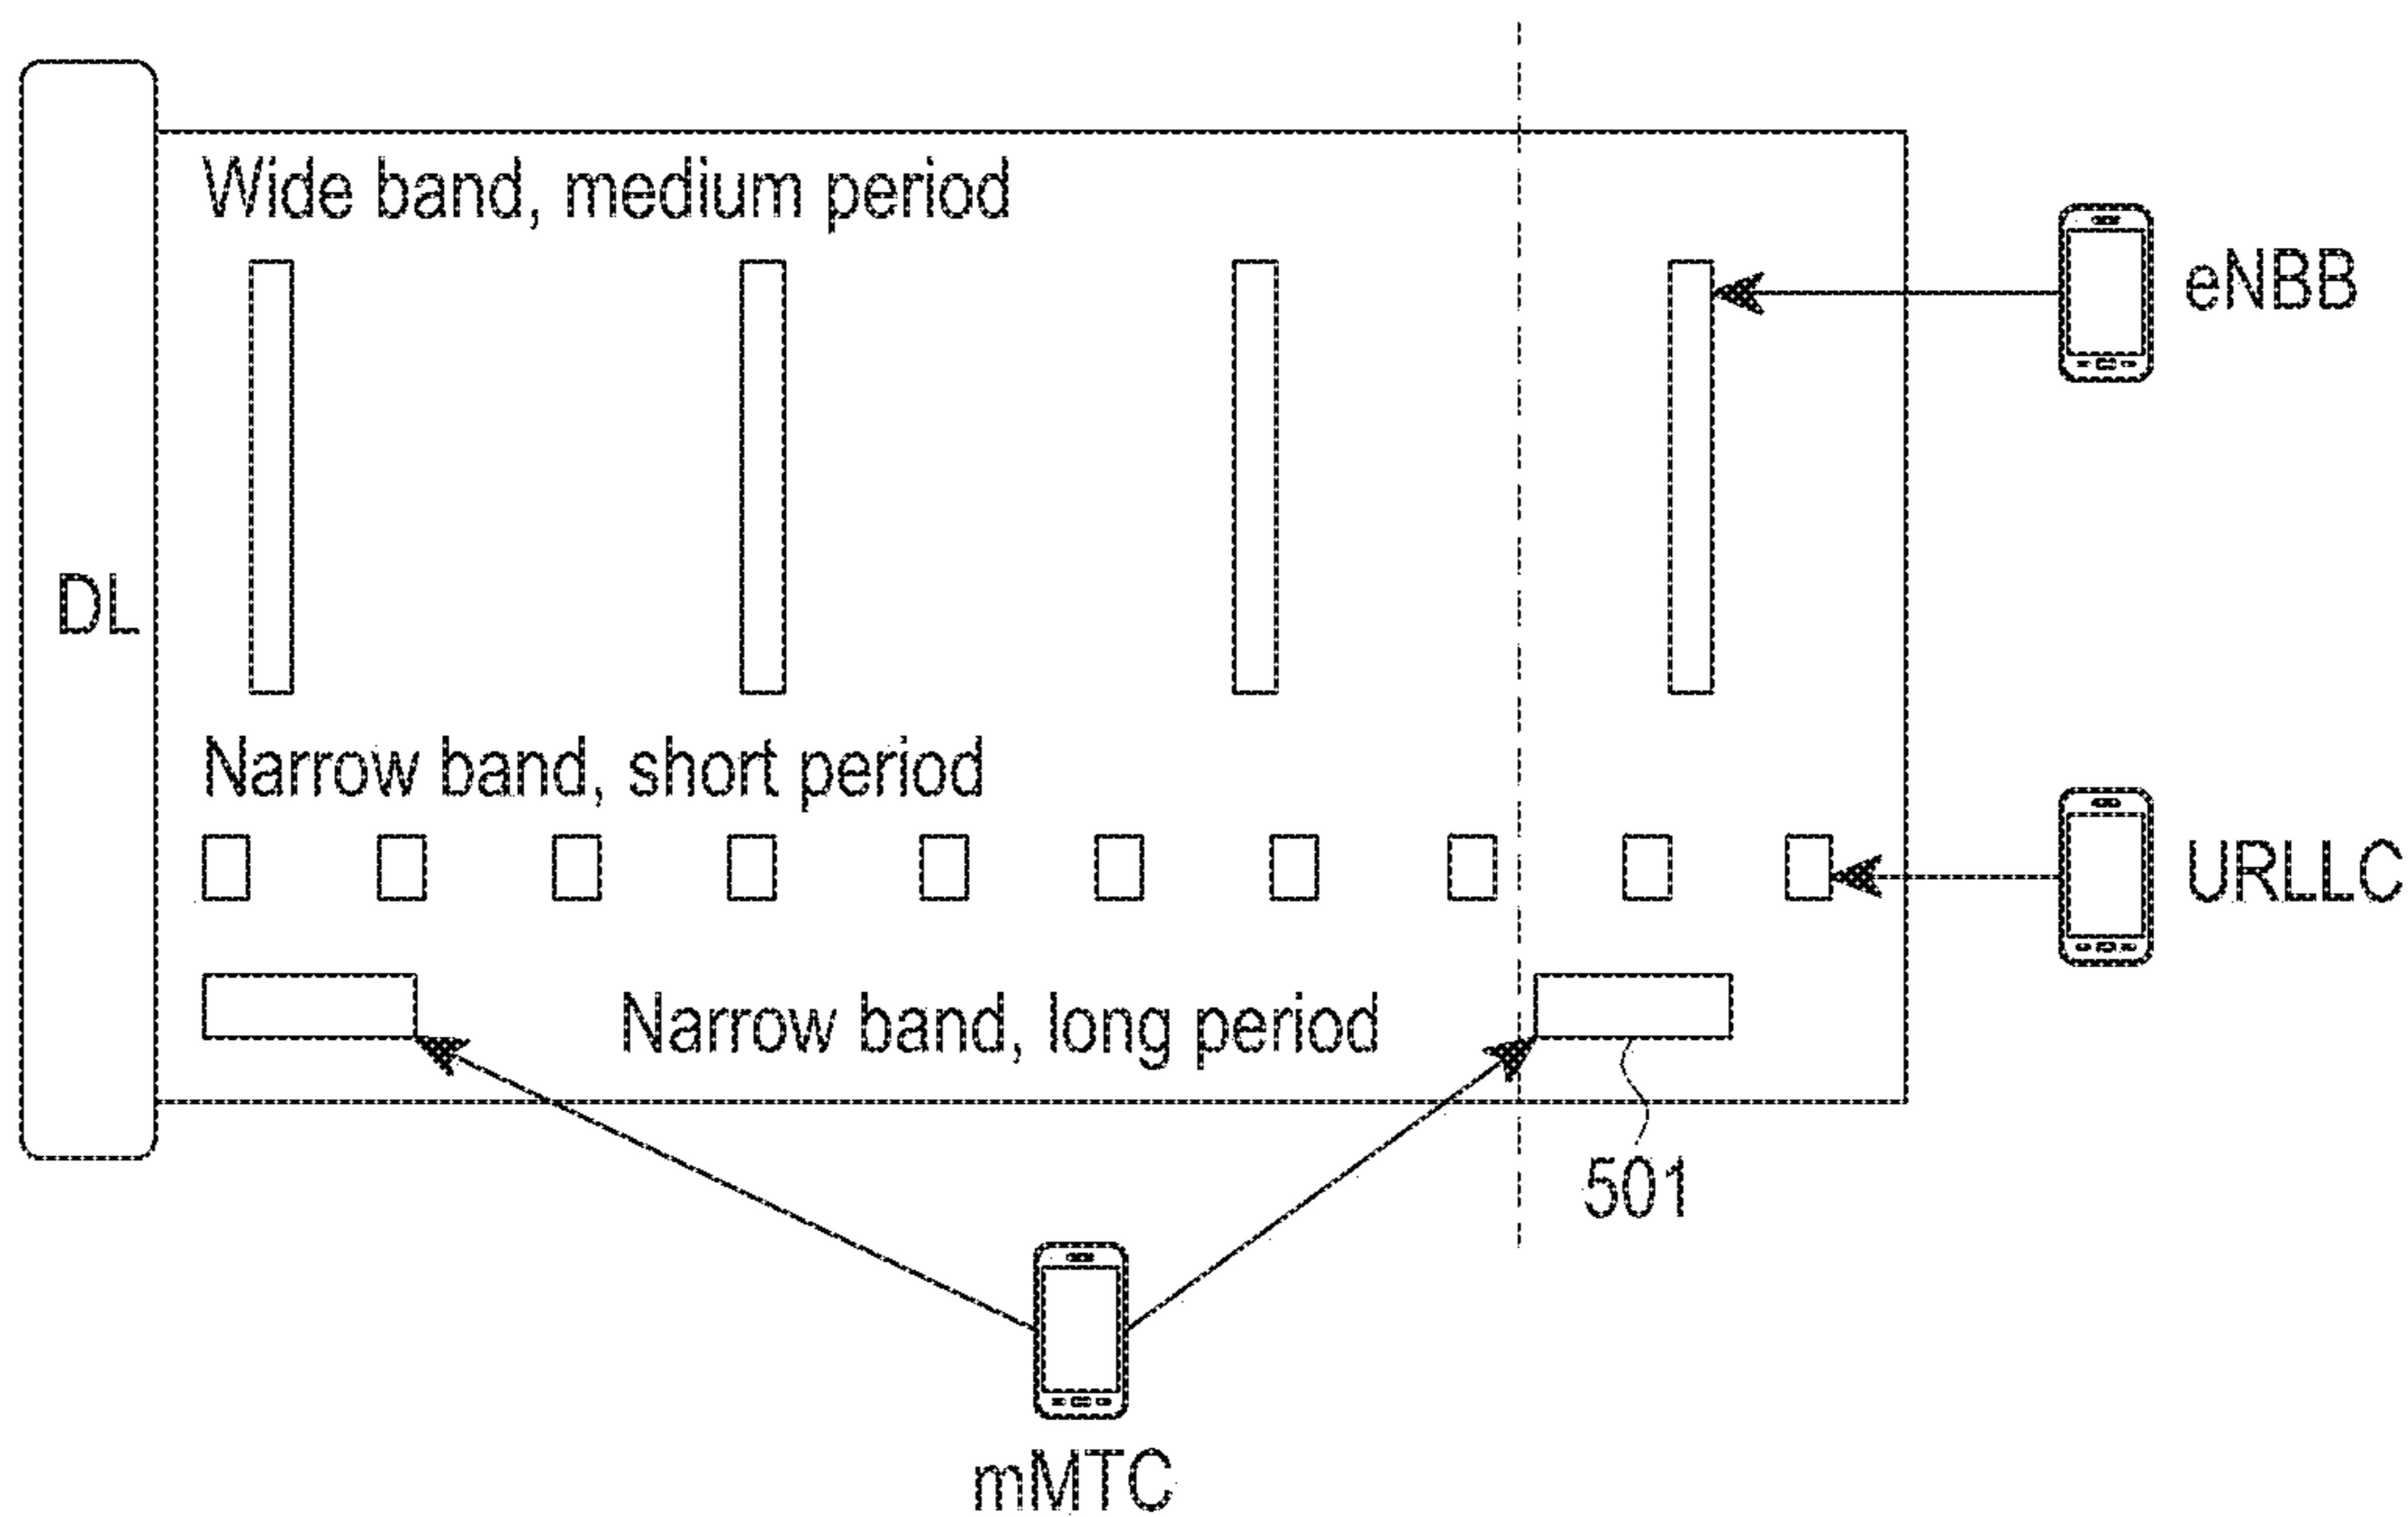 Wide band, medium period
eNBB
DL
Narrow band, short period
URLLC
Narrow band, long period
501
mMTC